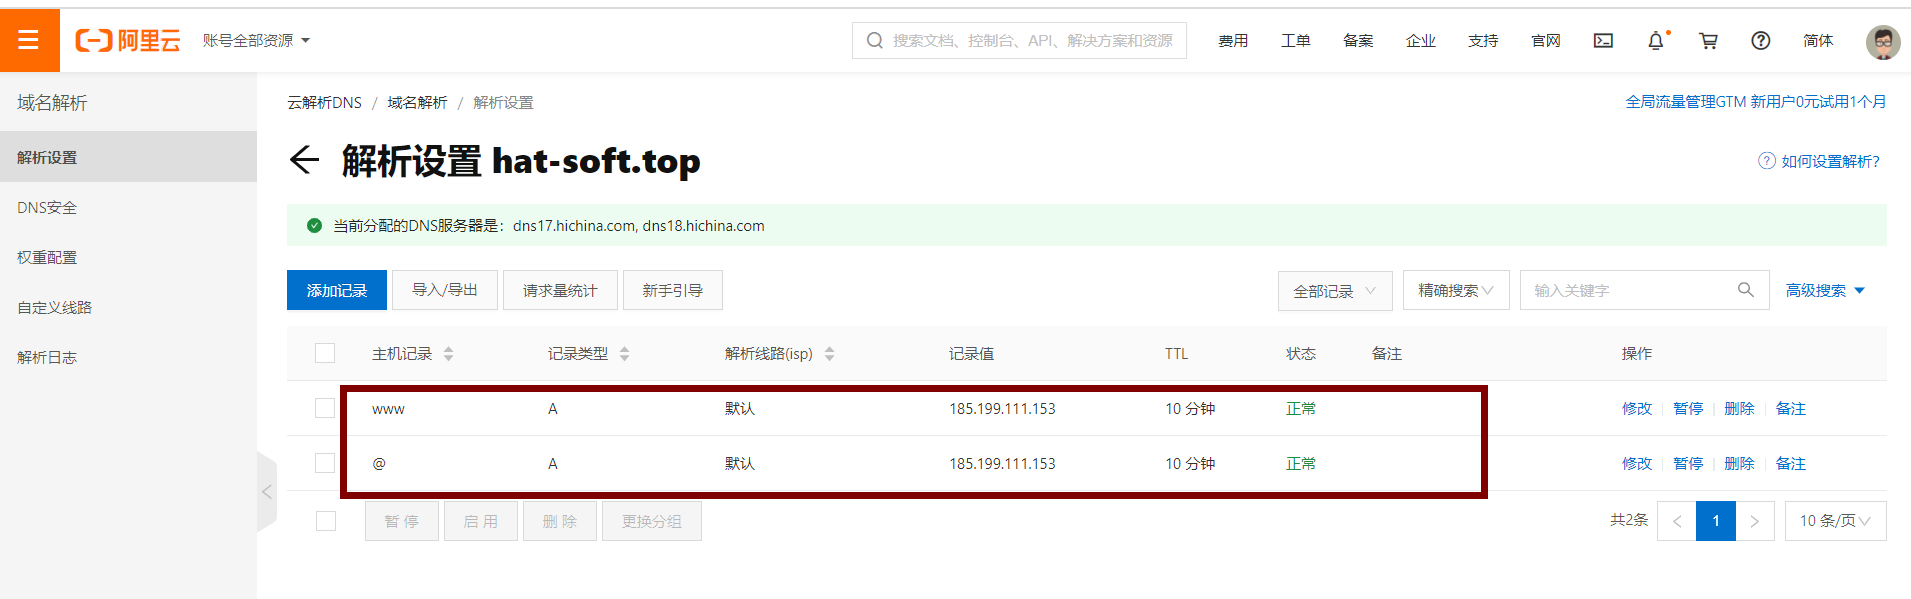 阿里云 账号全部资源 搜索文档、控制台、API、解决方案和资源 费用 工单 备案 企业 支持 官网 简体
域名解析
解析设置
DNS安全
权重配置
自定义线路
解析日志
云解析DNS / 域名解析 / 解析设置 全局流量管理GTM 新用户0元试用1个月
解析设置 hat-soft.top 如何设置解析?
当前分配的DNS服务器是: dns17.hichina.com, dns18.hichina.com
添加记录 导入/导出 请求量统计 新手引导 全部记录 精确搜索 输入关键字 高级搜索
主机记录 记录类型 解析线路(isp) 记录值 TTL 状态 备注 操作
www A 默认 185.199.111.153 10 分钟 正常 修改 暂停 删除 备注
@ A 默认 185.199.111.153 10 分钟 正常 修改 暂停 删除 备注
暂停 启用 删除 更换分组 共2条 < 1 > 10 条/页